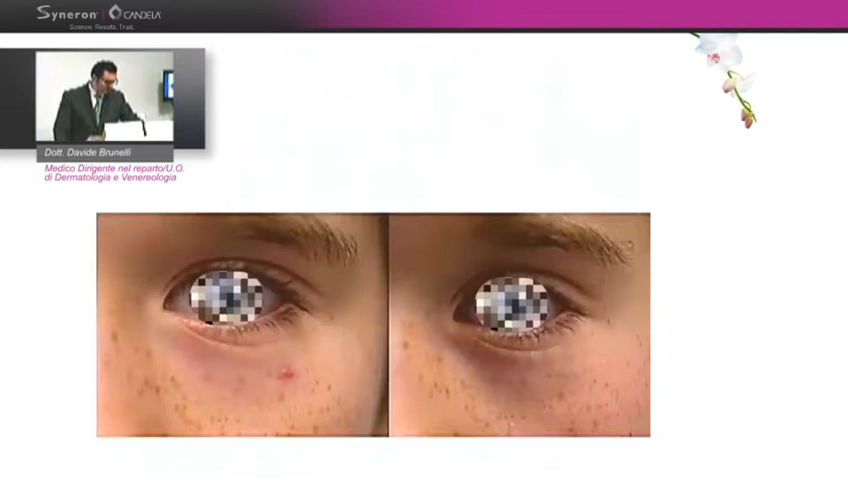 Syneron | CANDELA
Science. Results. Trust.
Dott. Davide Brunelli
Medico Dirigente nel reparto/U.O.
di Dermatologia e Venereologia